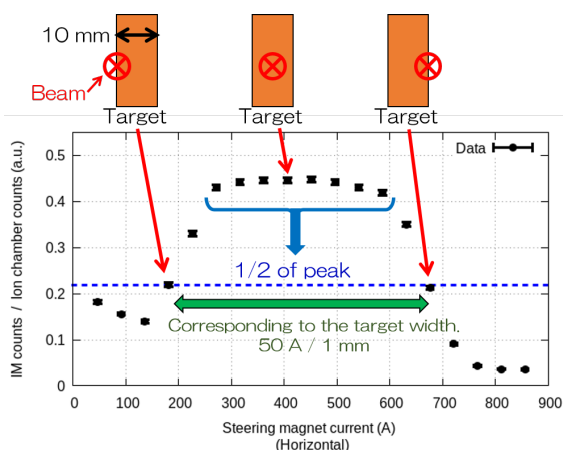 10 mm
Beam
Target
Target
Target
Data
0.5
0.4
0.3
0.2
0.1
0
IM counts / Ion chamber counts (a.u.)
1/2 of peak
Corresponding to the target width,
50 A / 1 mm
0 100 200 300 400 500 600 700 800 900
Steering magnet current (A)
(Horizontal)